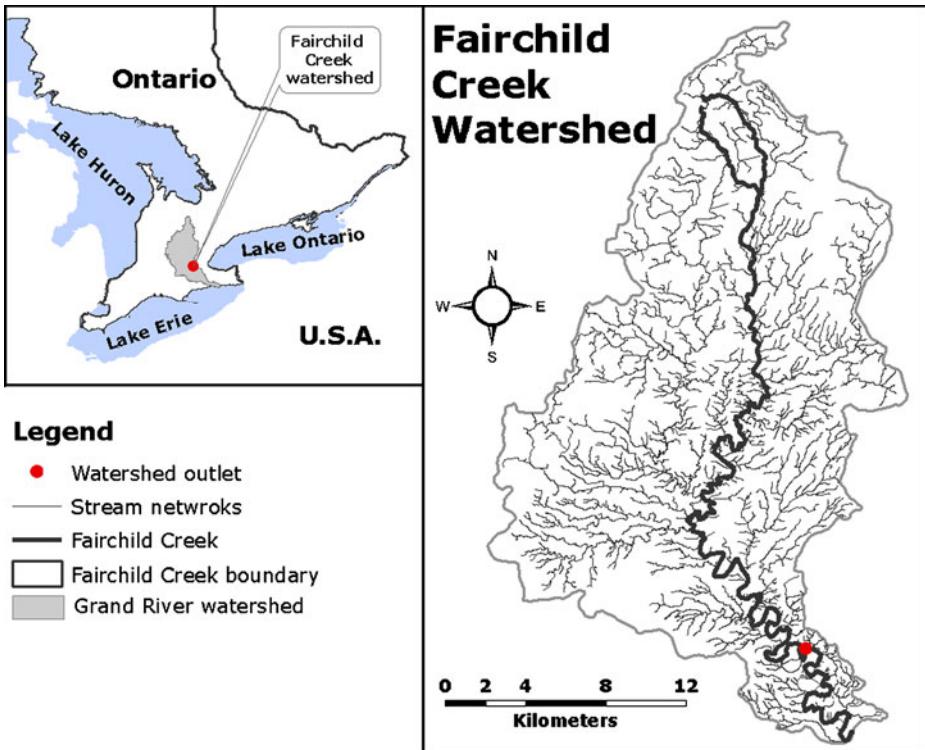 Fairchild
Creek
watershed
Ontario
Lake Huron
Lake Ontario
Lake Erie
U.S.A.
Legend
Watershed outlet
Stream netwroks
Fairchild Creek
Fairchild Creek boundary
Grand River watershed
Fairchild
Creek
Watershed
N
W E
S
0 2 4 8 12
Kilometers